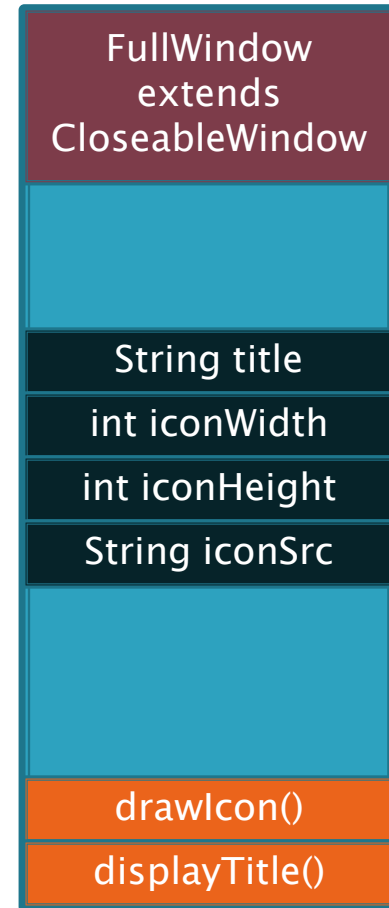 FullWindow
extends
CloseableWindow
String title
int iconWidth
int iconHeight
String iconSrc
drawIcon()
displayTitle()